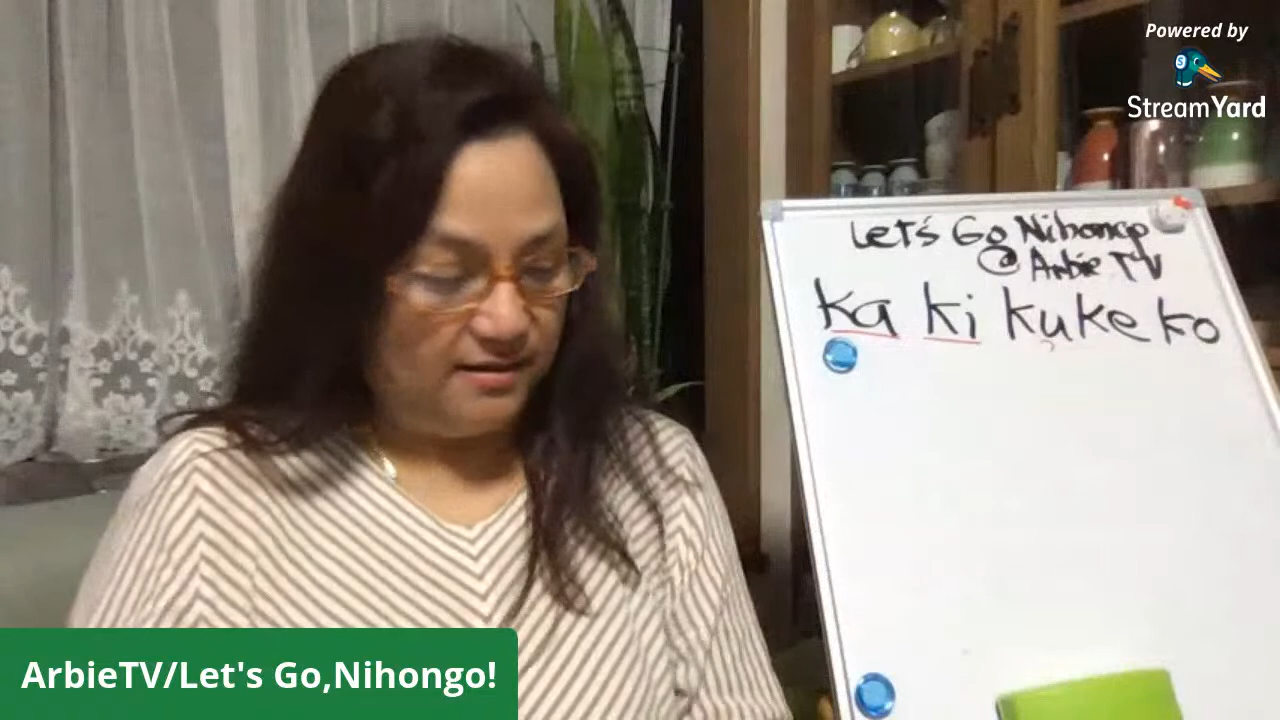 Powered by
StreamYard
Let's Go Nihongo
@ Arbie TV
ka ki ku ke ko
ArbieTV/Let's Go,Nihongo!